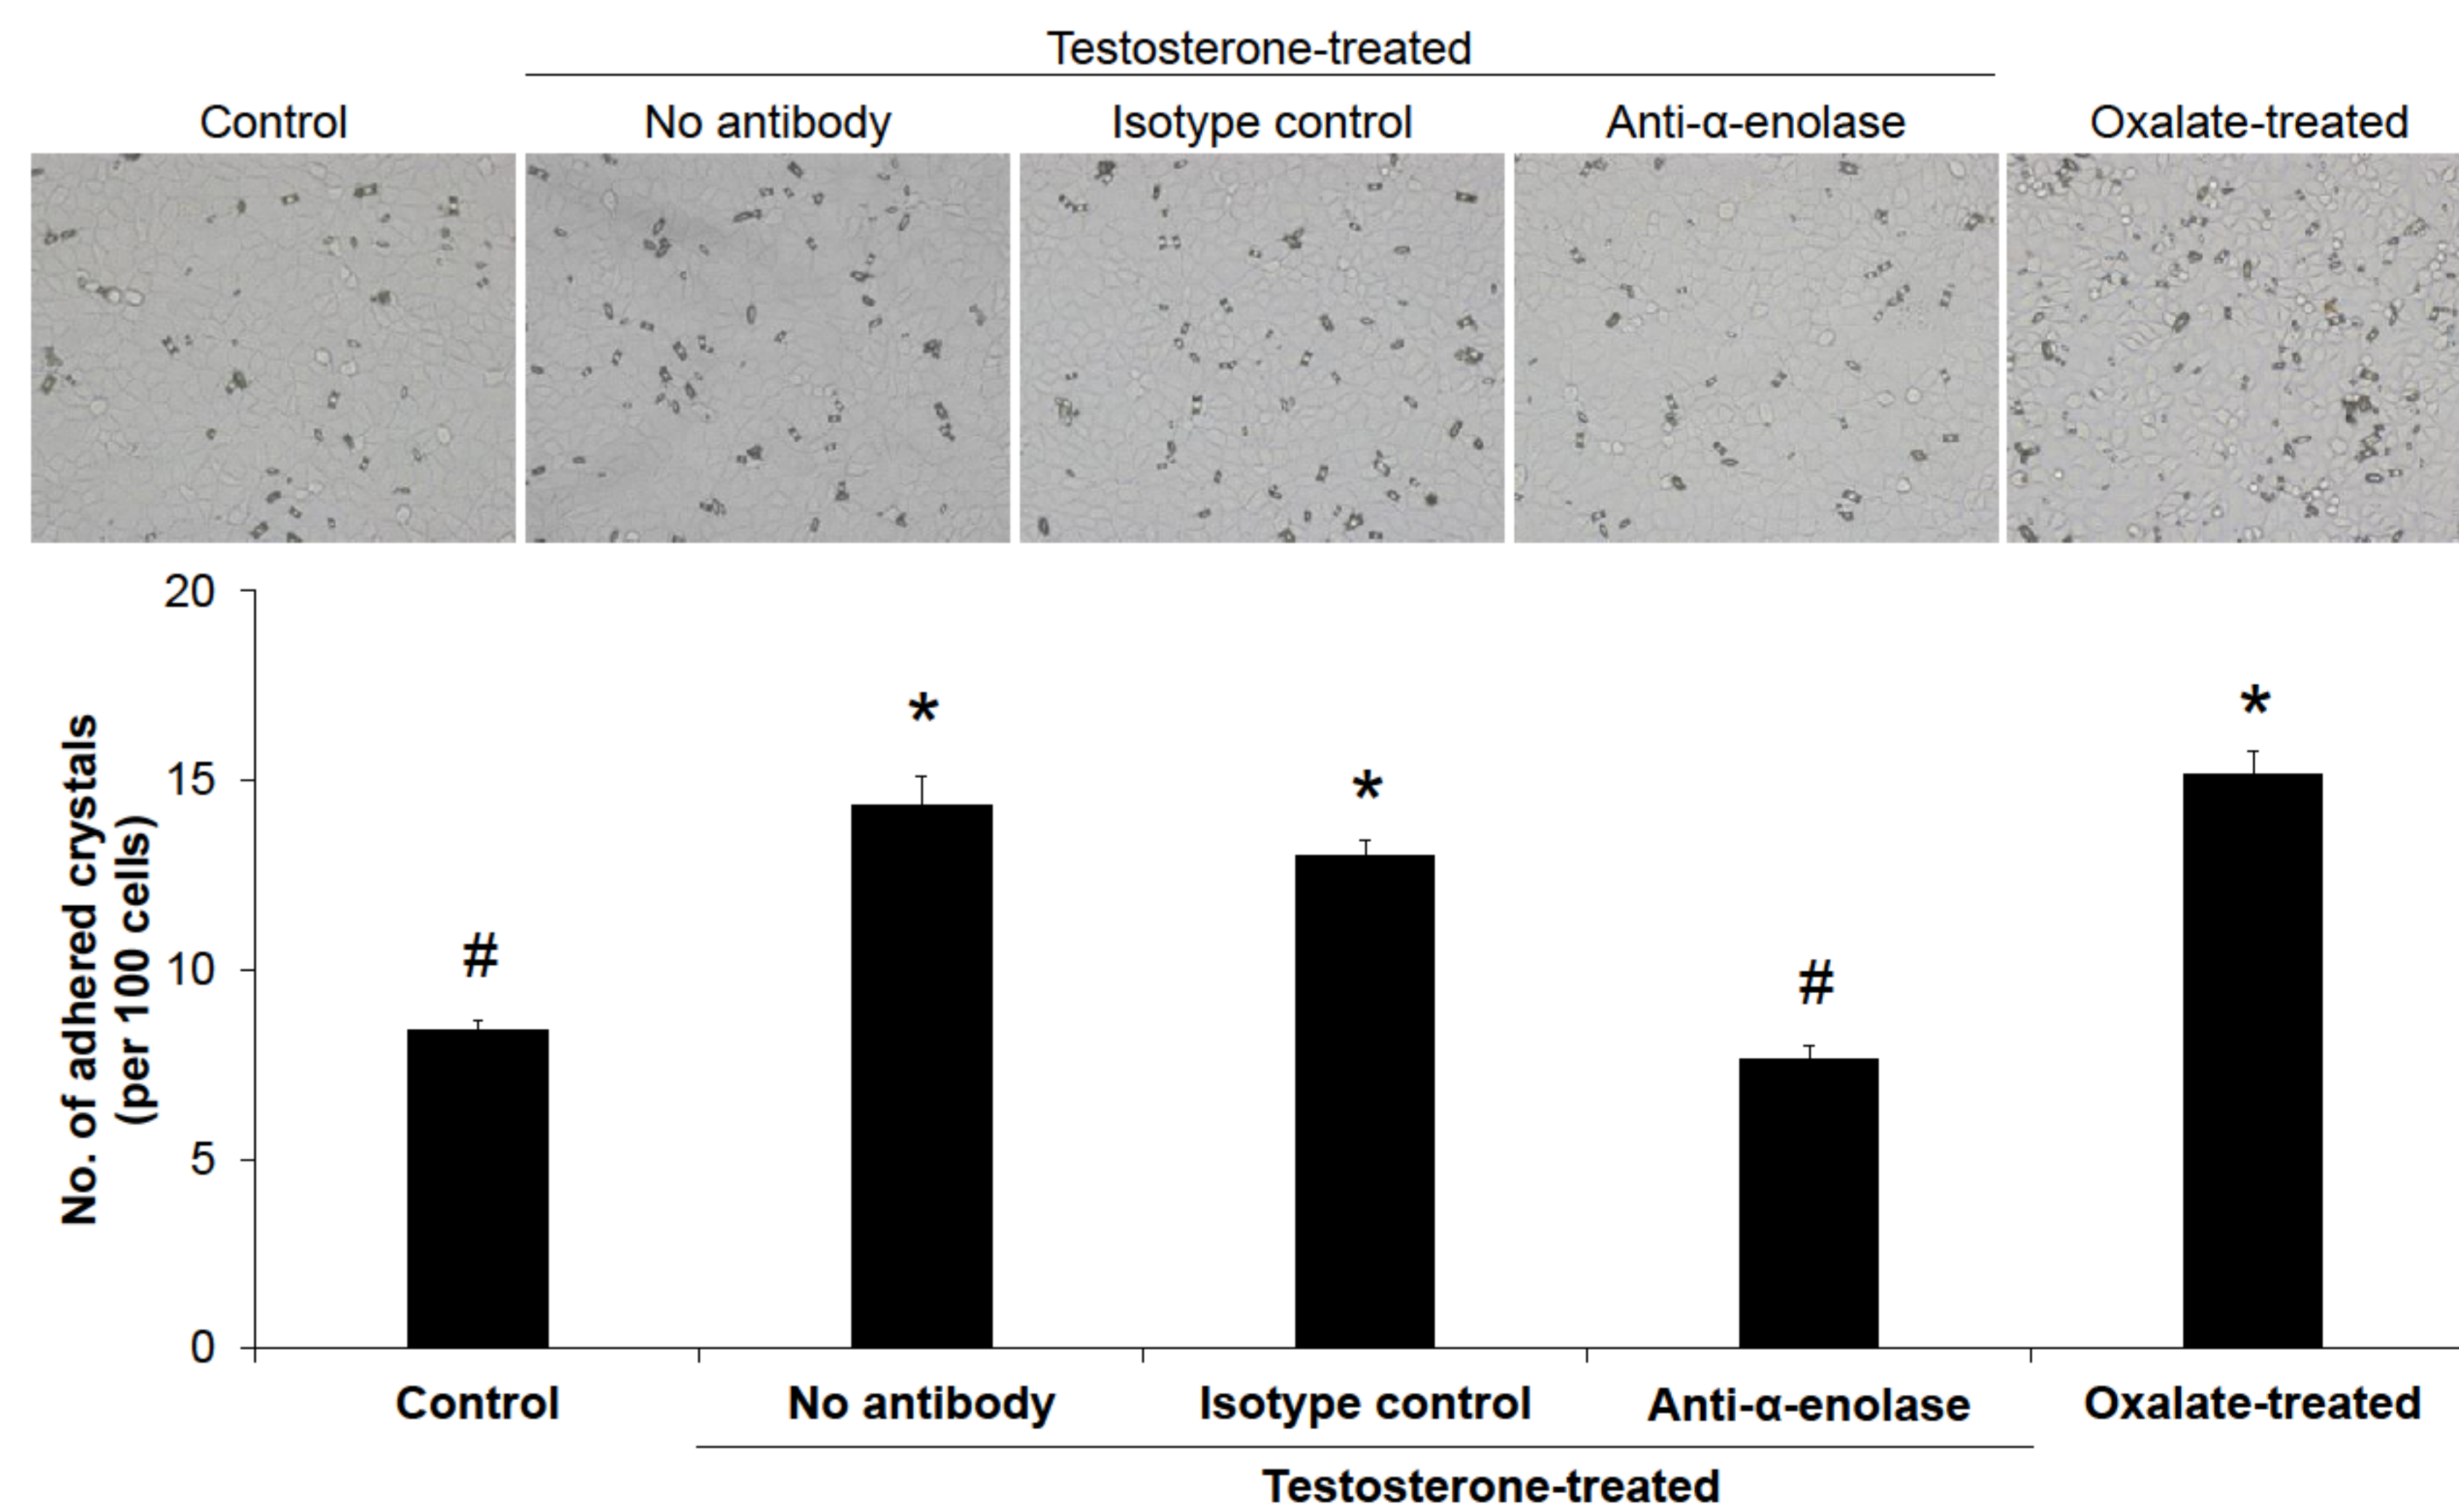 Testosterone-treated
Control No antibody Isotype control Anti-α-enolase Oxalate-treated
20
15
10
5
0
No. of adhered crystals
(per 100 cells)
#
*
*
#
*
Control No antibody Isotype control Anti-α-enolase Oxalate-treated
Testosterone-treated